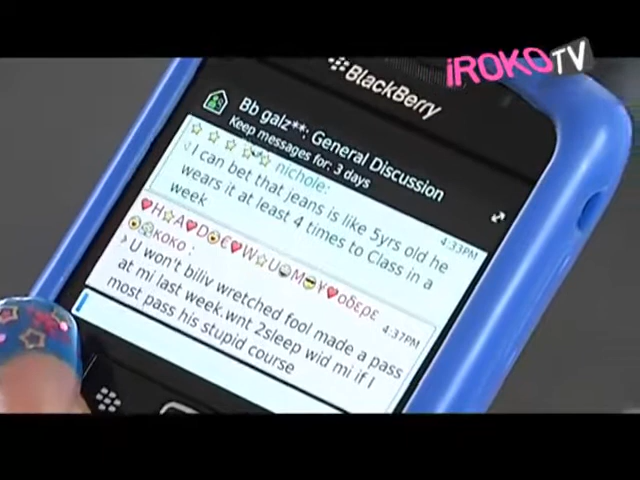 iROKOTV
BlackBerry
Bb galz**: General Discussion
Keep messages for: 3 days
nichole:
I can bet that jeans is like 5yrs old he
wears it at least 4 times to Class in a
week
4:33PM
♥H☆A♥D☺€♥W☆U☺M☺Y♥οδερε
κοκο :
U won't biliv wretched fool made a pass
at mi last week.wnt 2sleep wid mi if I
most pass his stupid course
4:37PM